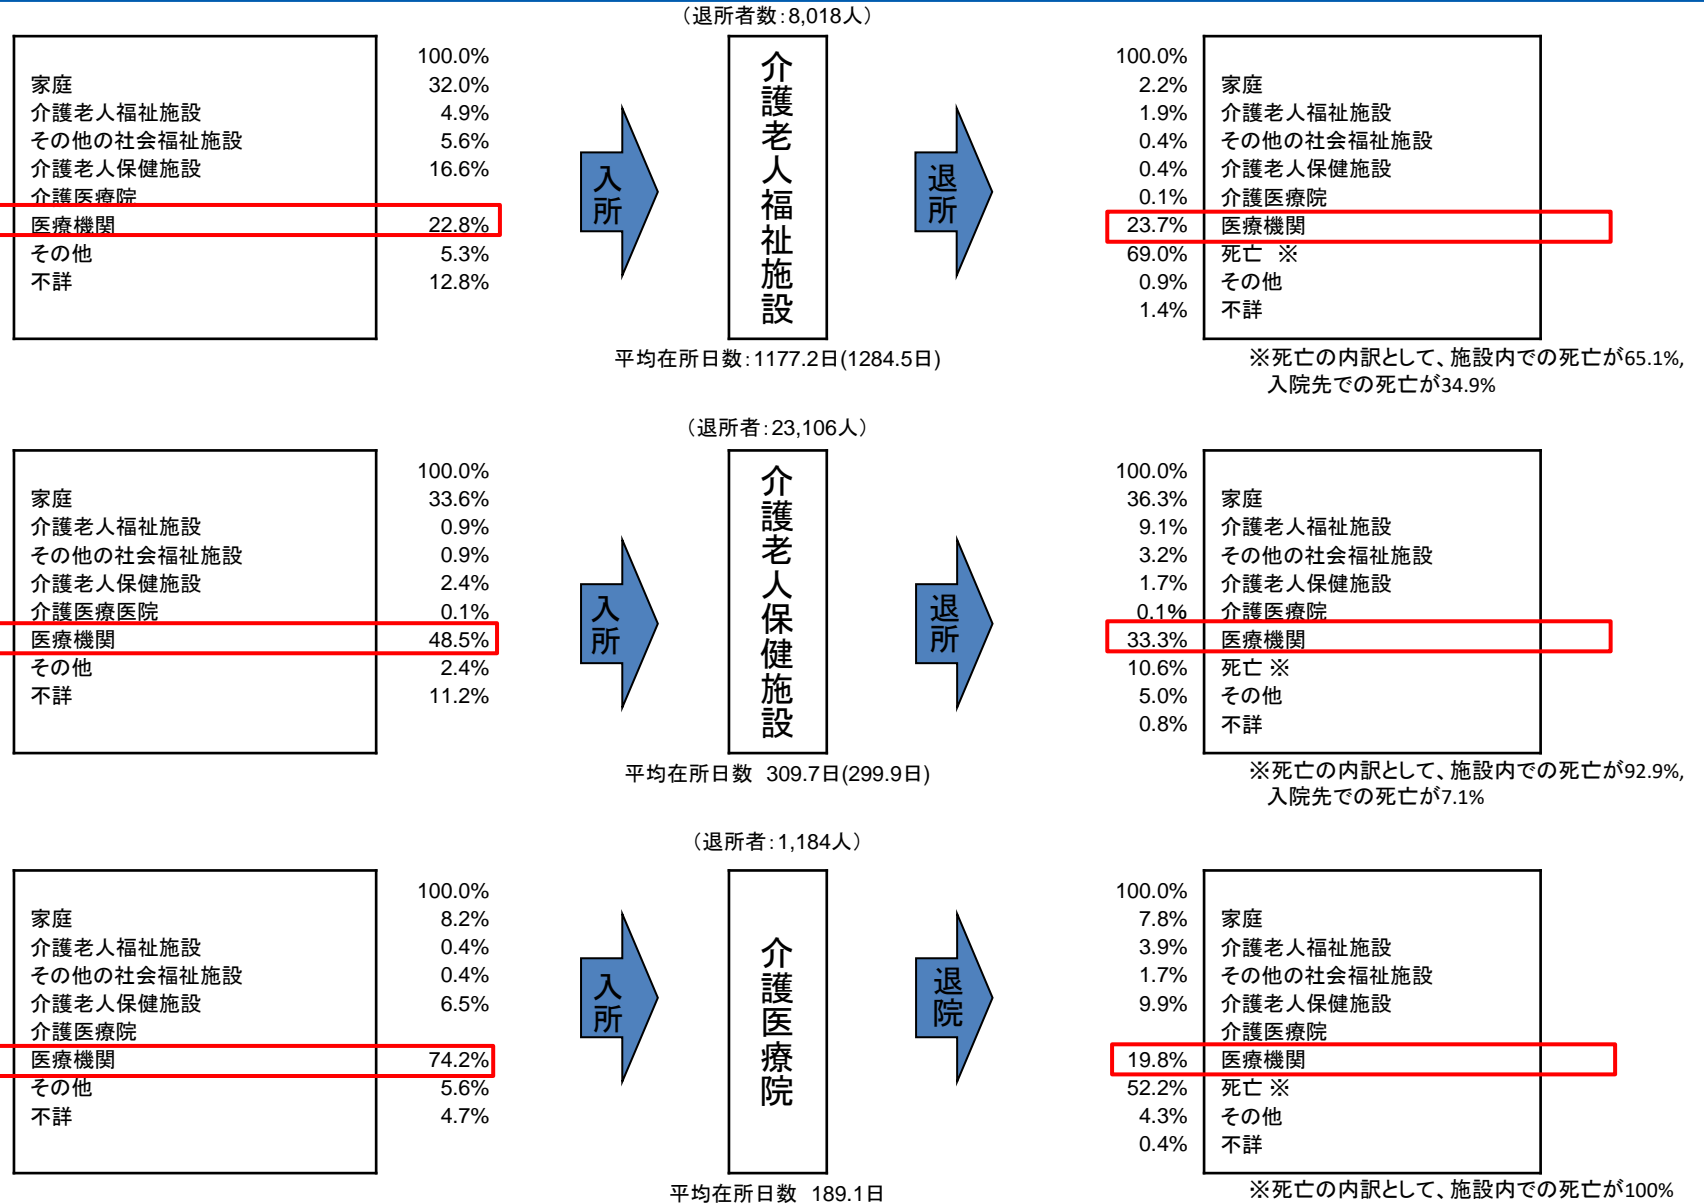 （退所者数：8,018人）
100.0%
家庭 32.0%
介護老人福祉施設 4.9%
その他の社会福祉施設 5.6%
介護老人保健施設 16.6%
介護医療院
医療機関 22.8%
その他 5.3%
不詳 12.8%
入所
介護老人福祉施設
退所
100.0%
2.2% 家庭
1.9% 介護老人福祉施設
0.4% その他の社会福祉施設
0.4% 介護老人保健施設
0.1% 介護医療院
23.7% 医療機関
69.0% 死亡 ※
0.9% その他
1.4% 不詳
平均在所日数：1177.2日(1284.5日)
※死亡の内訳として、施設内での死亡が65.1%,
入院先での死亡が34.9%
（退所者：23,106人）
100.0%
家庭 33.6%
介護老人福祉施設 0.9%
その他の社会福祉施設 0.9%
介護老人保健施設 2.4%
介護医療医院 0.1%
医療機関 48.5%
その他 2.4%
不詳 11.2%
入所
介護老人保健施設
退所
100.0%
36.3% 家庭
9.1% 介護老人福祉施設
3.2% その他の社会福祉施設
1.7% 介護老人保健施設
0.1% 介護医療院
33.3% 医療機関
10.6% 死亡 ※
5.0% その他
0.8% 不詳
平均在所日数 309.7日(299.9日)
※死亡の内訳として、施設内での死亡が92.9%,
入院先での死亡が7.1%
（退所者：1,184人）
100.0%
家庭 8.2%
介護老人福祉施設 0.4%
その他の社会福祉施設 0.4%
介護老人保健施設 6.5%
介護医療院
医療機関 74.2%
その他 5.6%
不詳 4.7%
入所
介護医療院
退院
100.0%
7.8% 家庭
3.9% 介護老人福祉施設
1.7% その他の社会福祉施設
9.9% 介護老人保健施設
介護医療院
19.8% 医療機関
52.2% 死亡 ※
4.3% その他
0.4% 不詳
平均在所日数 189.1日
※死亡の内訳として、施設内での死亡が100%